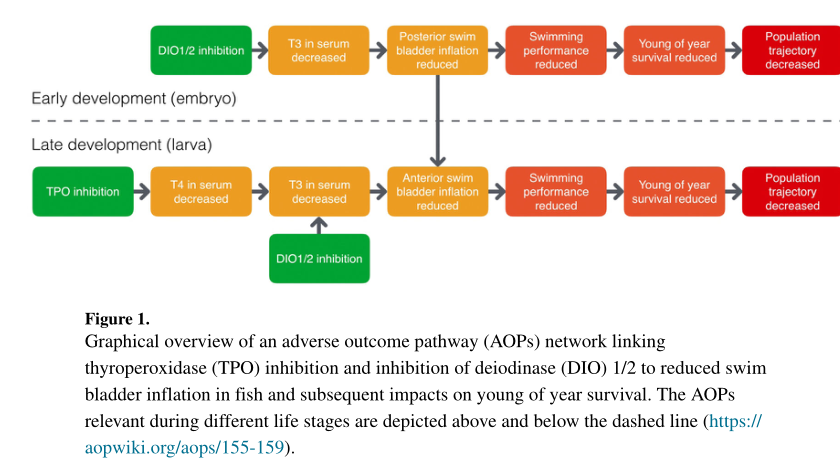 DIO1/2 inhibition
T3 in serum
decreased
Posterior swim
bladder inflation
reduced
Swimming
performance
reduced
Young of year
survival reduced
Population
trajectory
decreased
Early development (embryo)
Late development (larva)
TPO inhibition
T4 in serum
decreased
T3 in serum
decreased
Anterior swim
bladder inflation
reduced
Swimming
performance
reduced
Young of year
survival reduced
Population
trajectory
decreased
DIO1/2 inhibition
Figure 1.
Graphical overview of an adverse outcome pathway (AOPs) network linking
thyroperoxidase (TPO) inhibition and inhibition of deiodinase (DIO) 1/2 to reduced swim
bladder inflation in fish and subsequent impacts on young of year survival. The AOPs
relevant during different life stages are depicted above and below the dashed line (https://
aopwiki.org/aops/155-159).